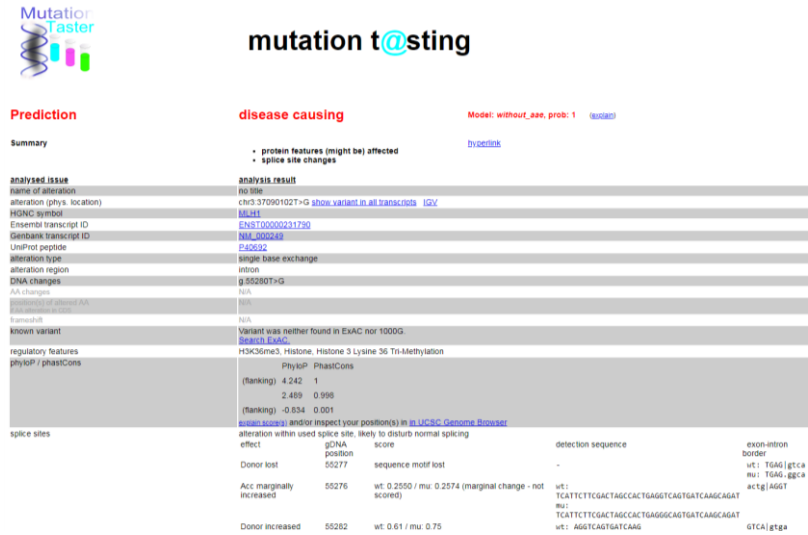 Mutation
Taster
mutation t@sting
Prediction disease causing Model: without_aae, prob: 1 (explain)
Summary hyperlink
• protein features (might be) affected
• splice site changes
analysed issue analysis result
name of alteration no title
alteration (phys. location) chr3:37090102T>G show variant in all transcripts IGV
HGNC symbol MLH1
Ensembl transcript ID ENST00000231790
Genbank transcript ID NM_000249
UniProt peptide P40692
alteration type single base exchange
alteration region intron
DNA changes g.55280T>G
AA changes N/A
position(s) of altered AA N/A
if AA alteration in CDS
frameshift N/A
known variant Variant was neither found in ExAC nor 1000G.
Search ExAC.
regulatory features H3K36me3, Histone, Histone 3 Lysine 36 Tri-Methylation
phyloP / phastCons
PhyloP PhastCons
(flanking) 4.242 1
2.489 0.998
(flanking) -0.834 0.001
explain score(s) and/or inspect your position(s) in in UCSC Genome Browser
splice sites alteration within used splice site, likely to disturb normal splicing
effect gDNA position score detection sequence exon-intron border
Donor lost 55277 sequence motif lost - wt: TGAG|gtca
mu: TGAG.ggca
Acc marginally increased 55276 wt: 0.2550 / mu: 0.2574 (marginal change - not scored) wt: actg|AGGT
TCATTCTTCGACTAGCCACTGAGGTCAGTGATCAAGCAGAT
mu:
TCATTCTTCGACTAGCCACTGAGGGCAGTGATCAAGCAGAT
Donor increased 55282 wt: 0.61 / mu: 0.75 wt: AGGTCAGTGATCAAG GTCA|gtga